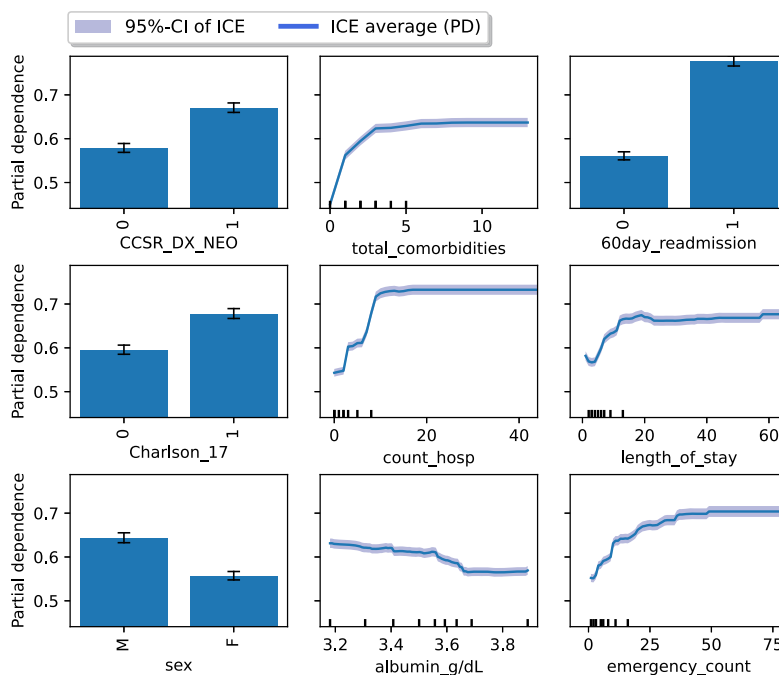 95%-CI of ICE
ICE average (PD)
Partial dependence
0.7
0.6
0.5
0
1
CCSR_DX_NEO
0
5
10
total_comorbidities
0
1
60day_readmission
Partial dependence
0.7
0.6
0.5
0
1
Charlson_17
0
20
40
count_hosp
0
20
40
60
length_of_stay
Partial dependence
0.7
0.6
0.5
M
F
sex
3.2
3.4
3.6
3.8
albumin_g/dL
0
25
50
75
emergency_count